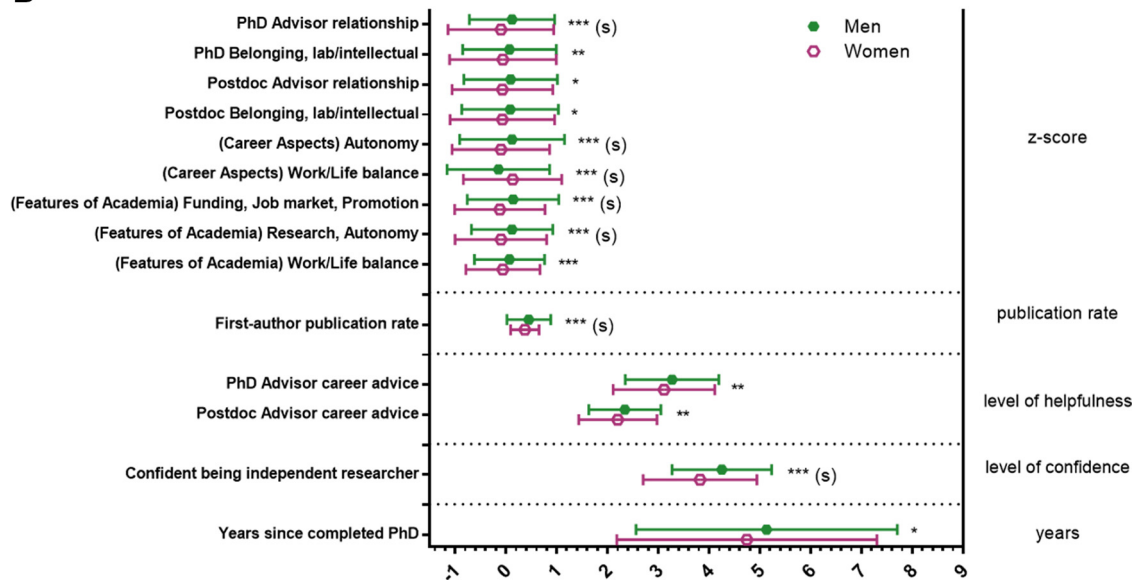 PhD Advisor relationship *** (s)
Men
PhD Belonging, lab/intellectual **
Women
Postdoc Advisor relationship *
Postdoc Belonging, lab/intellectual *
(Career Aspects) Autonomy *** (s)
z-score
(Career Aspects) Work/Life balance *** (s)
(Features of Academia) Funding, Job market, Promotion *** (s)
(Features of Academia) Research, Autonomy *** (s)
(Features of Academia) Work/Life balance ***
First-author publication rate *** (s) publication rate
PhD Advisor career advice **
level of helpfulness
Postdoc Advisor career advice **
Confident being independent researcher *** (s) level of confidence
Years since completed PhD * years
-1 0 1 2 3 4 5 6 7 8 9